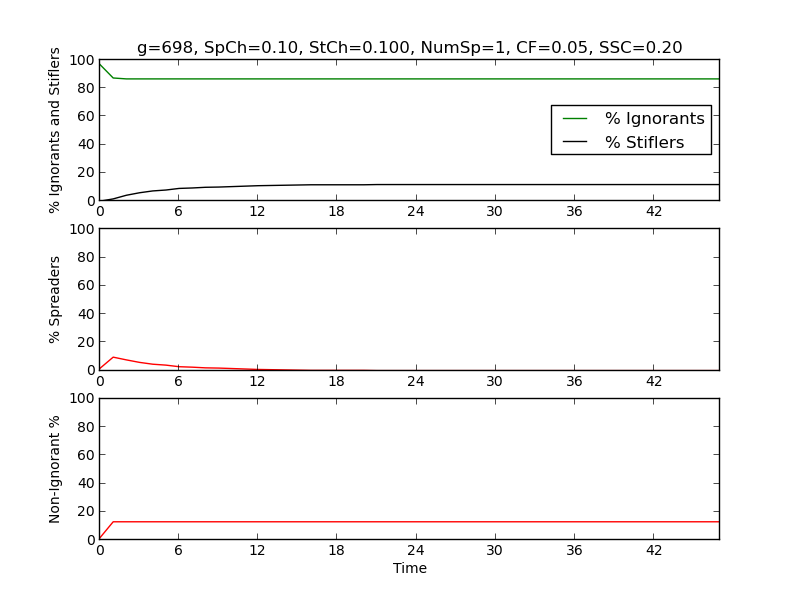 g=698, SpCh=0.10, StCh=0.100, NumSp=1, CF=0.05, SSC=0.20
% Ignorants and Stiflers
100
80
60
40
20
0
% Ignorants
% Stiflers
0 6 12 18 24 30 36 42
% Spreaders
100
80
60
40
20
0
0 6 12 18 24 30 36 42
Non-Ignorant %
100
80
60
40
20
0
0 6 12 18 24 30 36 42
Time